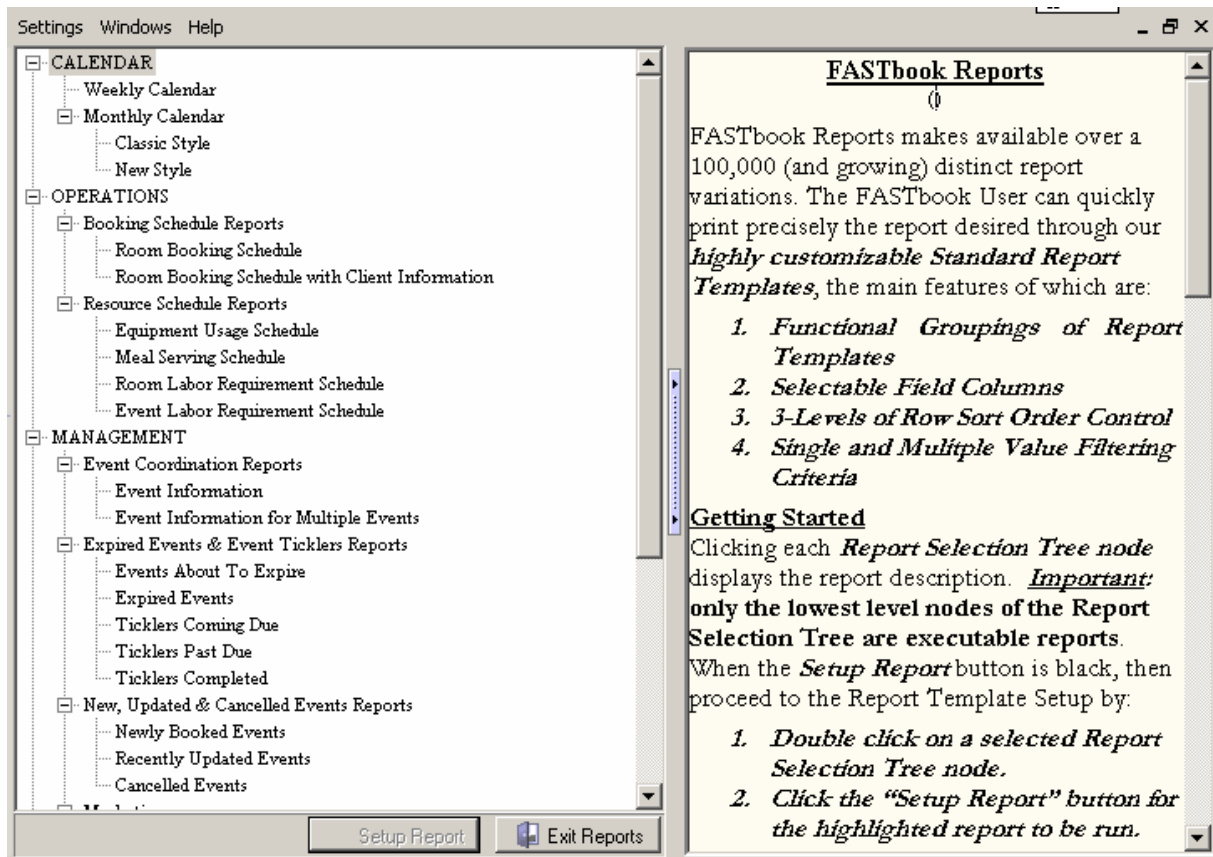 Settings Windows Help
CALENDAR
Weekly Calendar
Monthly Calendar
Classic Style
New Style
OPERATIONS
Booking Schedule Reports
Room Booking Schedule
Room Booking Schedule with Client Information
Resource Schedule Reports
Equipment Usage Schedule
Meal Serving Schedule
Room Labor Requirement Schedule
Event Labor Requirement Schedule
MANAGEMENT
Event Coordination Reports
Event Information
Event Information for Multiple Events
Expired Events & Event Ticklers Reports
Events About To Expire
Expired Events
Ticklers Coming Due
Ticklers Past Due
Ticklers Completed
New, Updated & Cancelled Events Reports
Newly Booked Events
Recently Updated Events
Cancelled Events
Setup Report
Exit Reports
FASTbook Reports
FASTbook Reports makes available over a
100,000 (and growing) distinct report
variations. The FASTbook User can quickly
print precisely the report desired through our
highly customizable Standard Report
Templates, the main features of which are:
1. Functional Groupings of Report
Templates
2. Selectable Field Columns
3. 3-Levels of Row Sort Order Control
4. Single and Mulitple Value Filtering
Criteria
Getting Started
Clicking each Report Selection Tree node
displays the report description. Important:
only the lowest level nodes of the Report
Selection Tree are executable reports.
When the Setup Report button is black, then
proceed to the Report Template Setup by:
1. Double click on a selected Report
Selection Tree node.
2. Click the “Setup Report” button for
the highlighted report to be run.